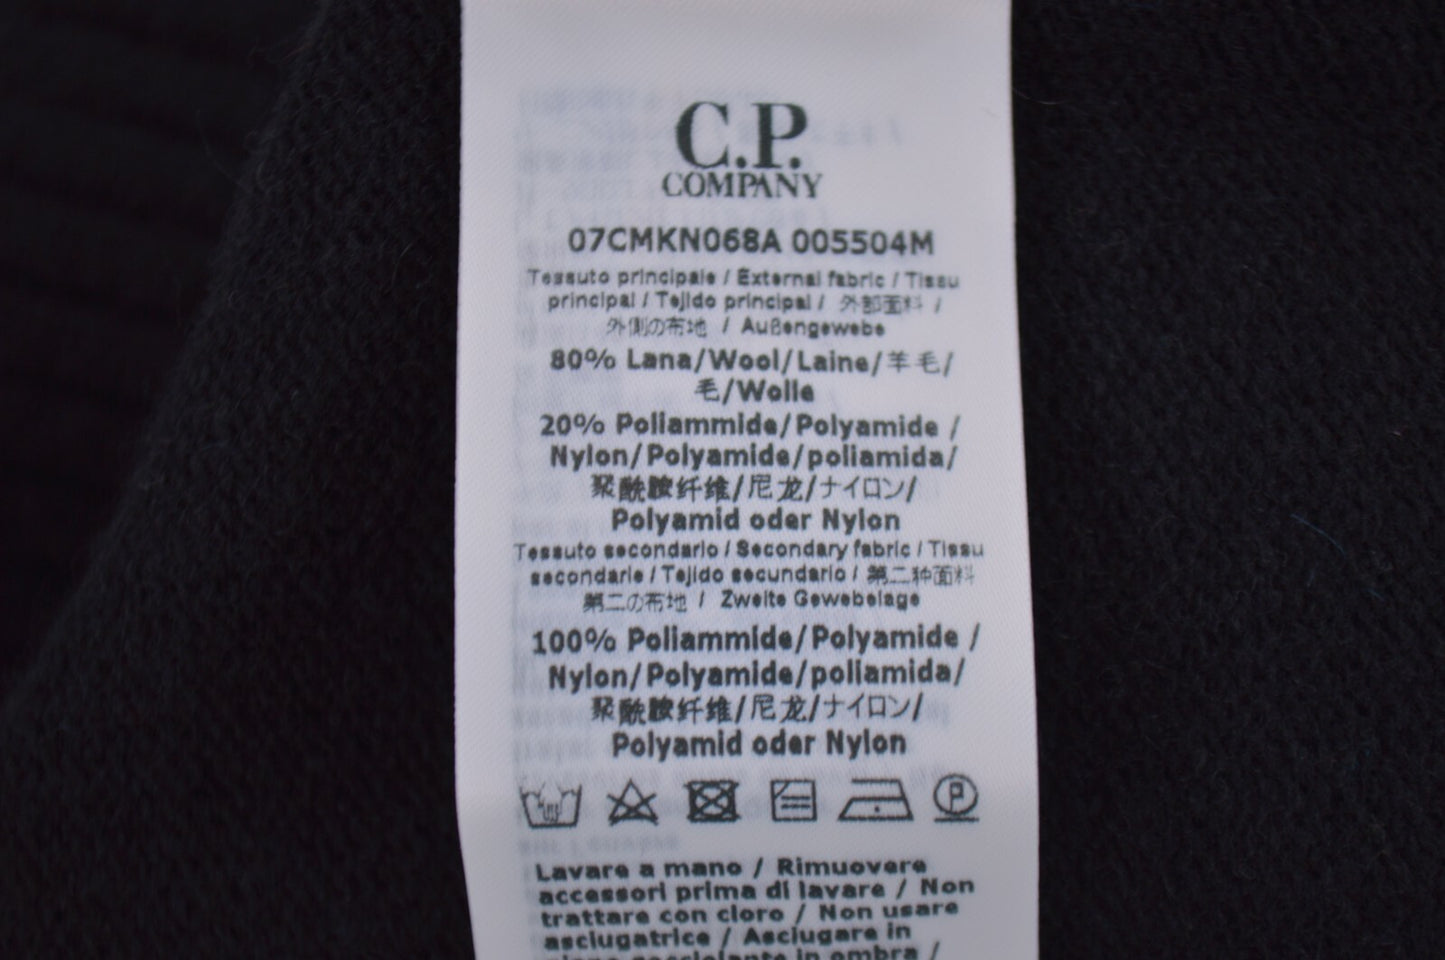 C.P.
COMPANY
07CMKN068A 005504M
Tessuto principale / External fabric / Tissu
principal / Tejido principal / 外部面料 /
外側の布地 / Außengewebe
80% Lana/Wool/Laine/羊毛/
毛/Wolle
20% Poliammide/Polyamide /
Nylon/Polyamide/poliamida/
聚酰胺纤维/尼龙/ナイロン/
Polyamid oder Nylon
Tessuto secondario / Secondary fabric / Tissu
secondarie / Tejido secundario / 第二种面料
第二の布地 / Zweite Gewebelage
100% Poliammide/Polyamide /
Nylon/Polyamide/poliamida/
聚酰胺纤维/尼龙/ナイロン/
Polyamid oder Nylon
P
Lavare a mano / Rimuovere
accessori prima di lavare / Non
trattare con cloro / Non usare
asciugatrice / Asciugare in
piano gocciolante in ombra /